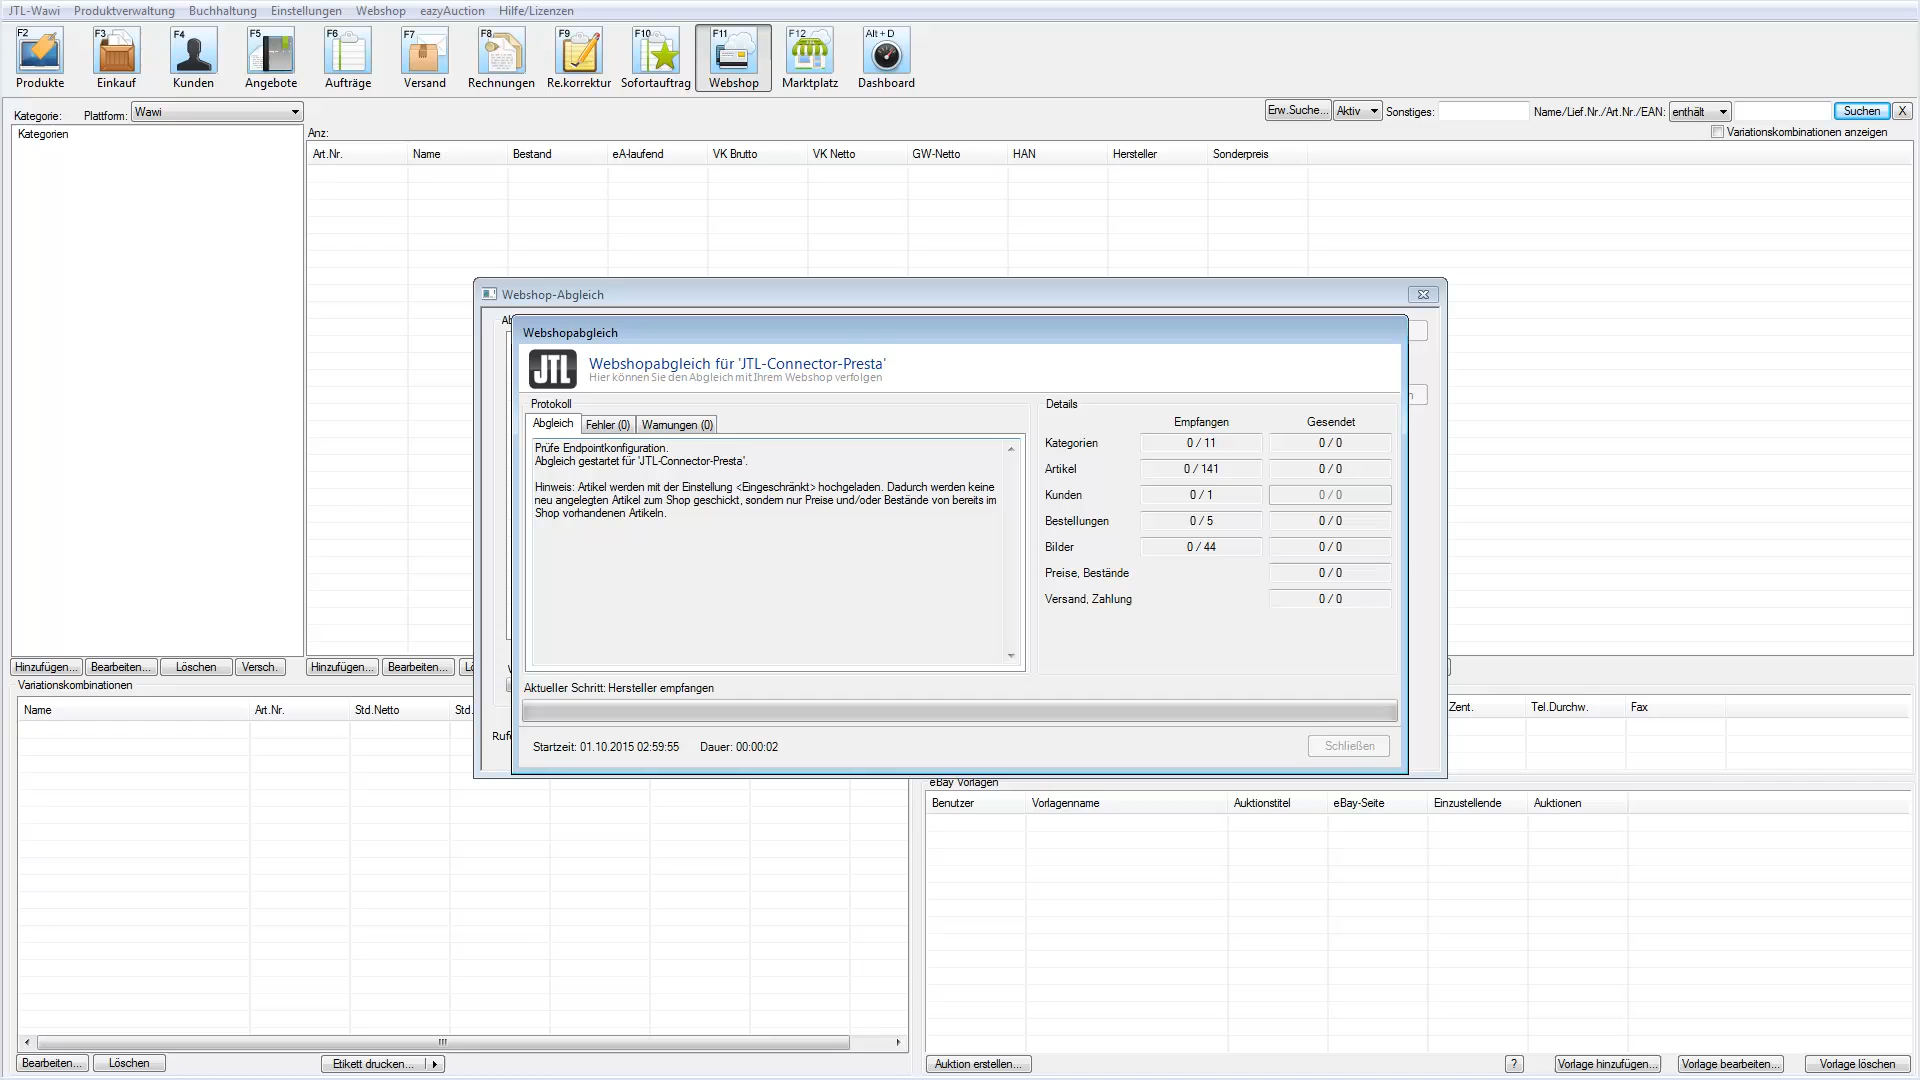 JTL-Wawi Produktverwaltung Buchhaltung Einstellungen Webshop eazyAuction Hilfe/Lizenzen
F2 F3 F4 F5 F6 F7 F8 F9 F10 F11 F12 Alt + D
Produkte Einkauf Kunden Angebote Aufträge Versand Rechnungen Re.korrektur Sofortauftrag Webshop Marktplatz Dashboard
Kategorie: Plattform: Wawi Erw.Suche... Aktiv Sonstiges: Name/Lief.Nr./Art.Nr./EAN: enthält Suchen X
Kategorien Anz: Variationskombinationen anzeigen
Art.Nr. Name Bestand eA-laufend VK Brutto VK Netto GW-Netto HAN Hersteller Sonderpreis
Webshop-Abgleich
Webshopabgleich
JTL
Webshopabgleich für 'JTL-Connector-Presta'
Hier können Sie den Abgleich mit Ihrem Webshop verfolgen
Protokoll
Abgleich Fehler (0) Warnungen (0)
Prüfe Endpointkonfiguration.
Abgleich gestartet für 'JTL-Connector-Presta'.
Hinweis: Artikel werden mit der Einstellung <Eingeschränkt> hochgeladen. Dadurch werden keine
neu angelegten Artikel zum Shop geschickt, sondern nur Preise und/oder Bestände von bereits im
Shop vorhandenen Artikeln.
Details
Empfangen Gesendet
Kategorien 0 / 11 0 / 0
Artikel 0 / 141 0 / 0
Kunden 0 / 1 0 / 0
Bestellungen 0 / 5 0 / 0
Bilder 0 / 44 0 / 0
Preise, Bestände 0 / 0
Versand, Zahlung 0 / 0
Aktueller Schritt: Hersteller empfangen
Startzeit: 01.10.2015 02:59:55 Dauer: 00:00:02 Schließen
Hinzufügen... Bearbeiten... Löschen Versch. Hinzufügen... Bearbeiten...
Variationskombinationen
Name Art.Nr. Std.Netto Std.
Zent. Tel.Durchw. Fax
eBay Vorlagen
Benutzer Vorlagenname Auktionstitel eBay-Seite Einzustellende Auktionen
Bearbeiten... Löschen Etikett drucken... Auktion erstellen... ? Vorlage hinzufügen... Vorlage bearbeiten... Vorlage löschen